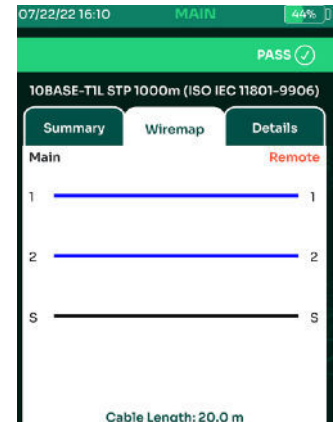 07/22/22 16:10 MAIN 44%
PASS
10BASE-T1L STP 1000m (ISO IEC 11801-9906)
Summary Wiremap Details
Main Remote
1 1
2 2
S S
Cable Length: 20.0 m